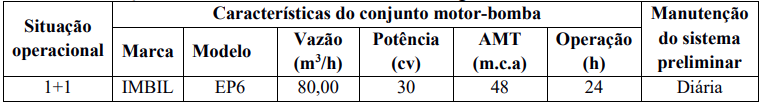 Situação operacional | Características do conjunto motor-bomba | Manutenção do sistema preliminar
Marca | Modelo | Vazão (m³/h) | Potência (cv) | AMT (m.c.a) | Operação (h)
1+1 | IMBIL | EP6 | 80,00 | 30 | 48 | 24 | Diária